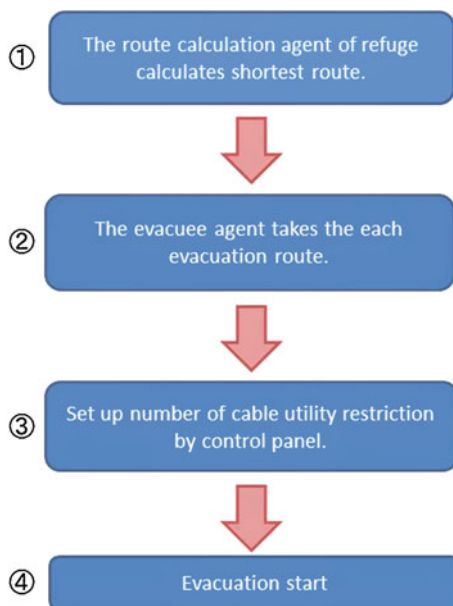 ①
The route calculation agent of refuge
calculates shortest route.
②
The evacuee agent takes the each
evacuation route.
③
Set up number of cable utility restriction
by control panel.
④
Evacuation start